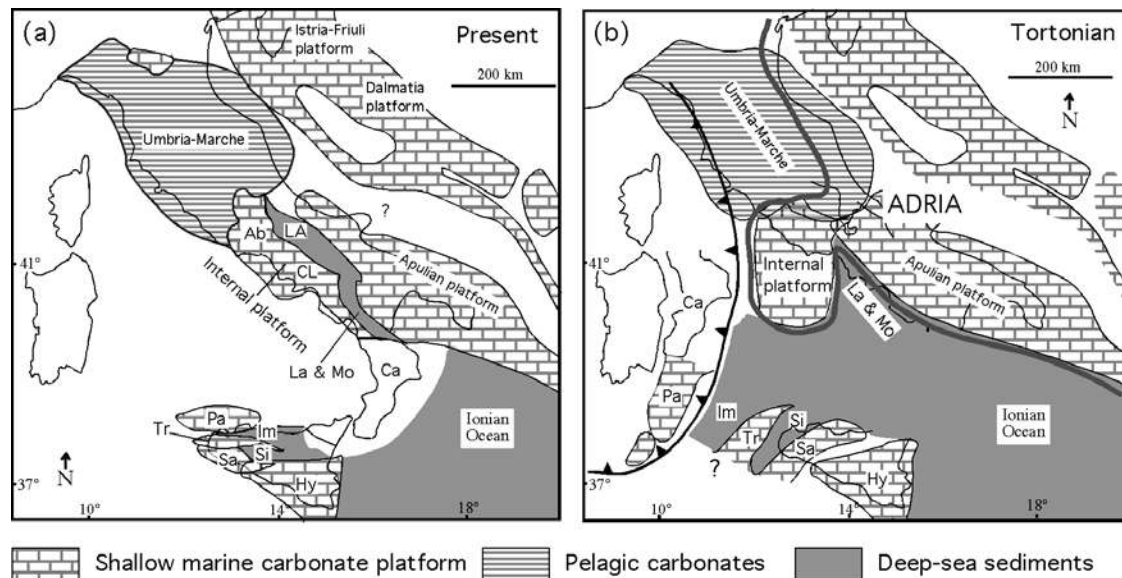 (a)
Present
Istria-Friuli
platform
200 km
Dalmatia
platform
Umbria-Marche
?
Ab
LA
41°
CL
Internal platform
Apulian platform
La & Mo
Ca
Pa
Im
Tr
Sa
Si
Ionian
Ocean
Hy
N
37°
10°
14°
18°
(b)
Tortonian
200 km
N
Umbria-Marche
ADRIA
41°
Internal
platform
Apulian platform
La & Mo
Ca
Pa
Im
Si
Tr
Sa
Ionian
Ocean
?
Hy
37°
10°
14°
18°
Shallow marine carbonate platform
Pelagic carbonates
Deep-sea sediments